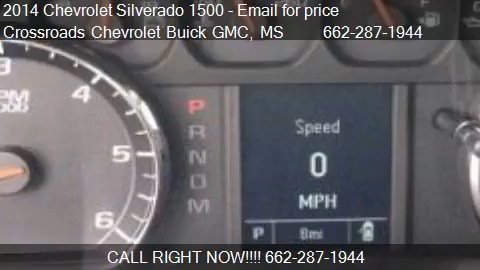 2014 Chevrolet Silverado 1500 - Email for price
Crossroads Chevrolet Buick GMC, MS 662-287-1944
3
4
5
6
P
R
N
D
M
Speed
0
MPH
P 8mi
CALL RIGHT NOW!!!! 662-287-1944